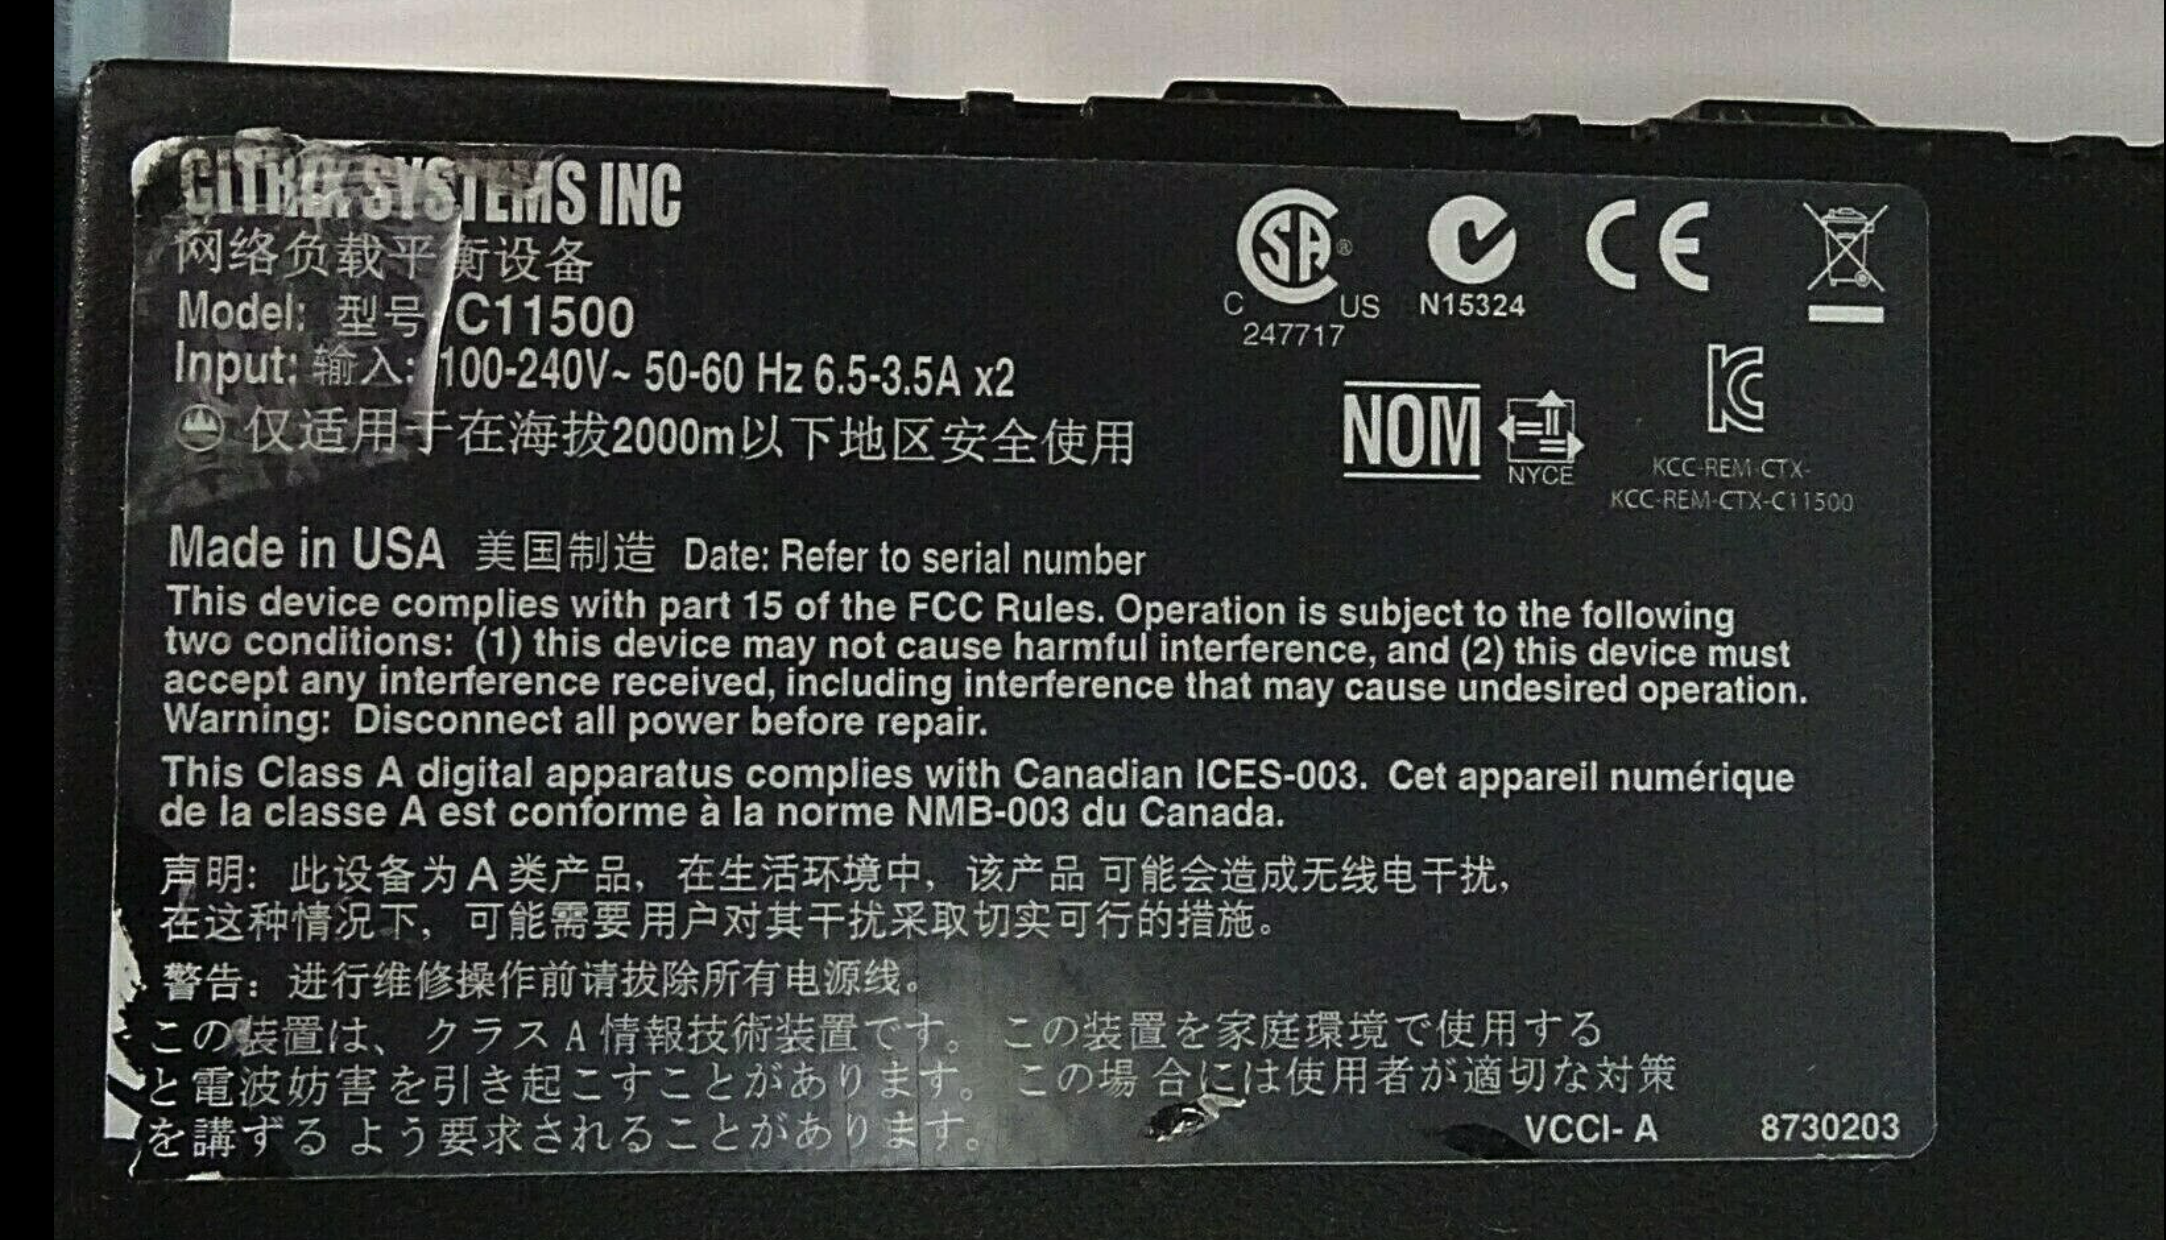 CITRIX SYSTEMS INC
网络负载平衡设备
Model: 型号 C11500
Input: 输入: 100-240V~ 50-60 Hz 6.5-3.5A x2
仅适用于在海拔2000m以下地区安全使用
SA ®
C US
247717
N15324
CE
NOM
NYCE
KC
KCC-REM-CTX-
KCC-REM-CTX-C11500
Made in USA 美国制造 Date: Refer to serial number
This device complies with part 15 of the FCC Rules. Operation is subject to the following
two conditions: (1) this device may not cause harmful interference, and (2) this device must
accept any interference received, including interference that may cause undesired operation.
Warning: Disconnect all power before repair.
This Class A digital apparatus complies with Canadian ICES-003. Cet appareil numérique
de la classe A est conforme à la norme NMB-003 du Canada.
声明: 此设备为 A 类产品, 在生活环境中, 该产品 可能会造成无线电干扰,
在这种情况下, 可能需要用户对其干扰采取切实可行的措施。
警告: 进行维修操作前请拔除所有电源线。
この装置は、クラス A 情報技術装置です。 この装置を家庭環境で使用する
と電波妨害を引き起こすことがあります。 この場 合には使用者が適切な対策
を講ずる よう要求されることがあります。
VCCI- A 8730203